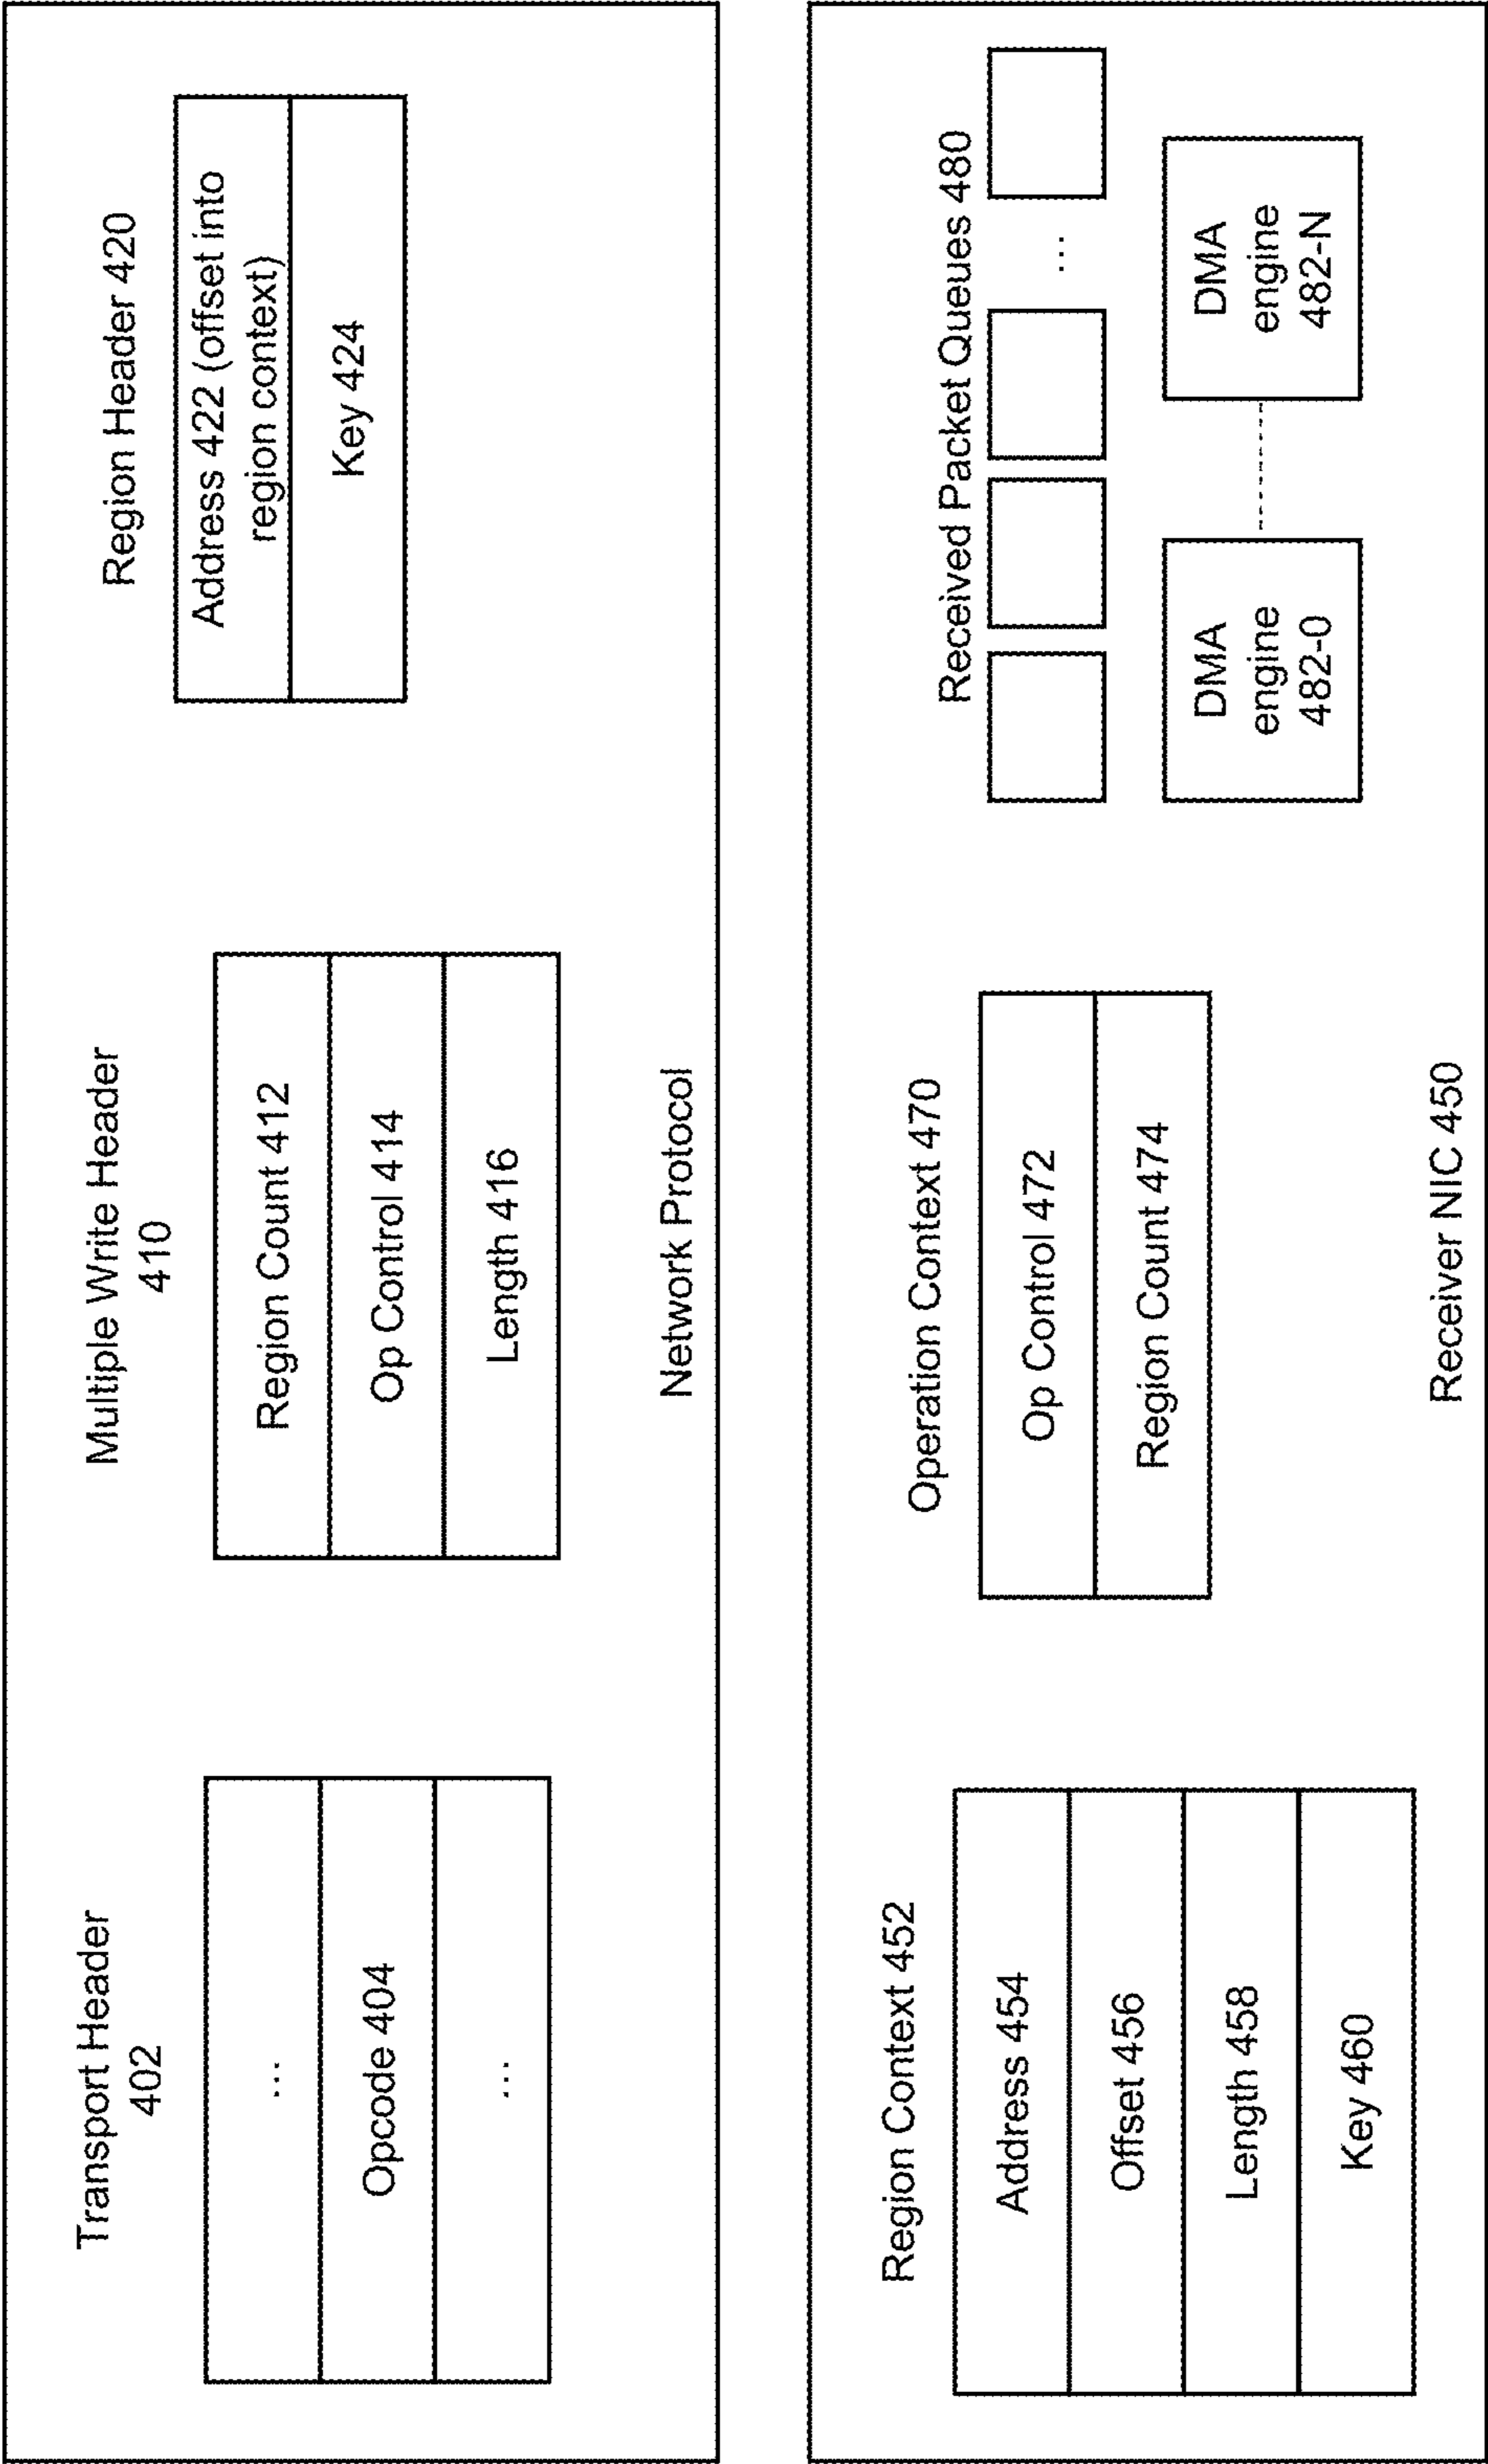 Transport Header
402
...
Opcode 404
...
Multiple Write Header
410
Region Count 412
Op Control 414
Length 416
Region Header 420
Address 422 (offset into
region context)
Key 424
Network Protocol
Region Context 452
Address 454
Offset 456
Length 458
Key 460
Operation Context 470
Op Control 472
Region Count 474
Received Packet Queues 480
...
DMA
engine
482-0
DMA
engine
482-N
Receiver NIC 450